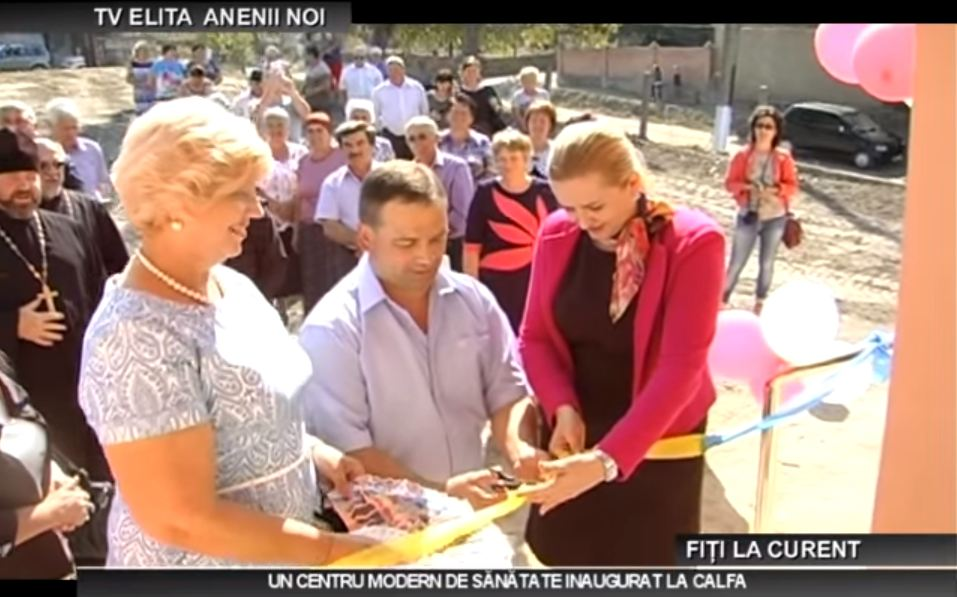 TV ELITA ANENII NOI
FIȚI LA CURENT
UN CENTRU MODERN DE SĂNĂTATE INAUGURAT LA CALFA